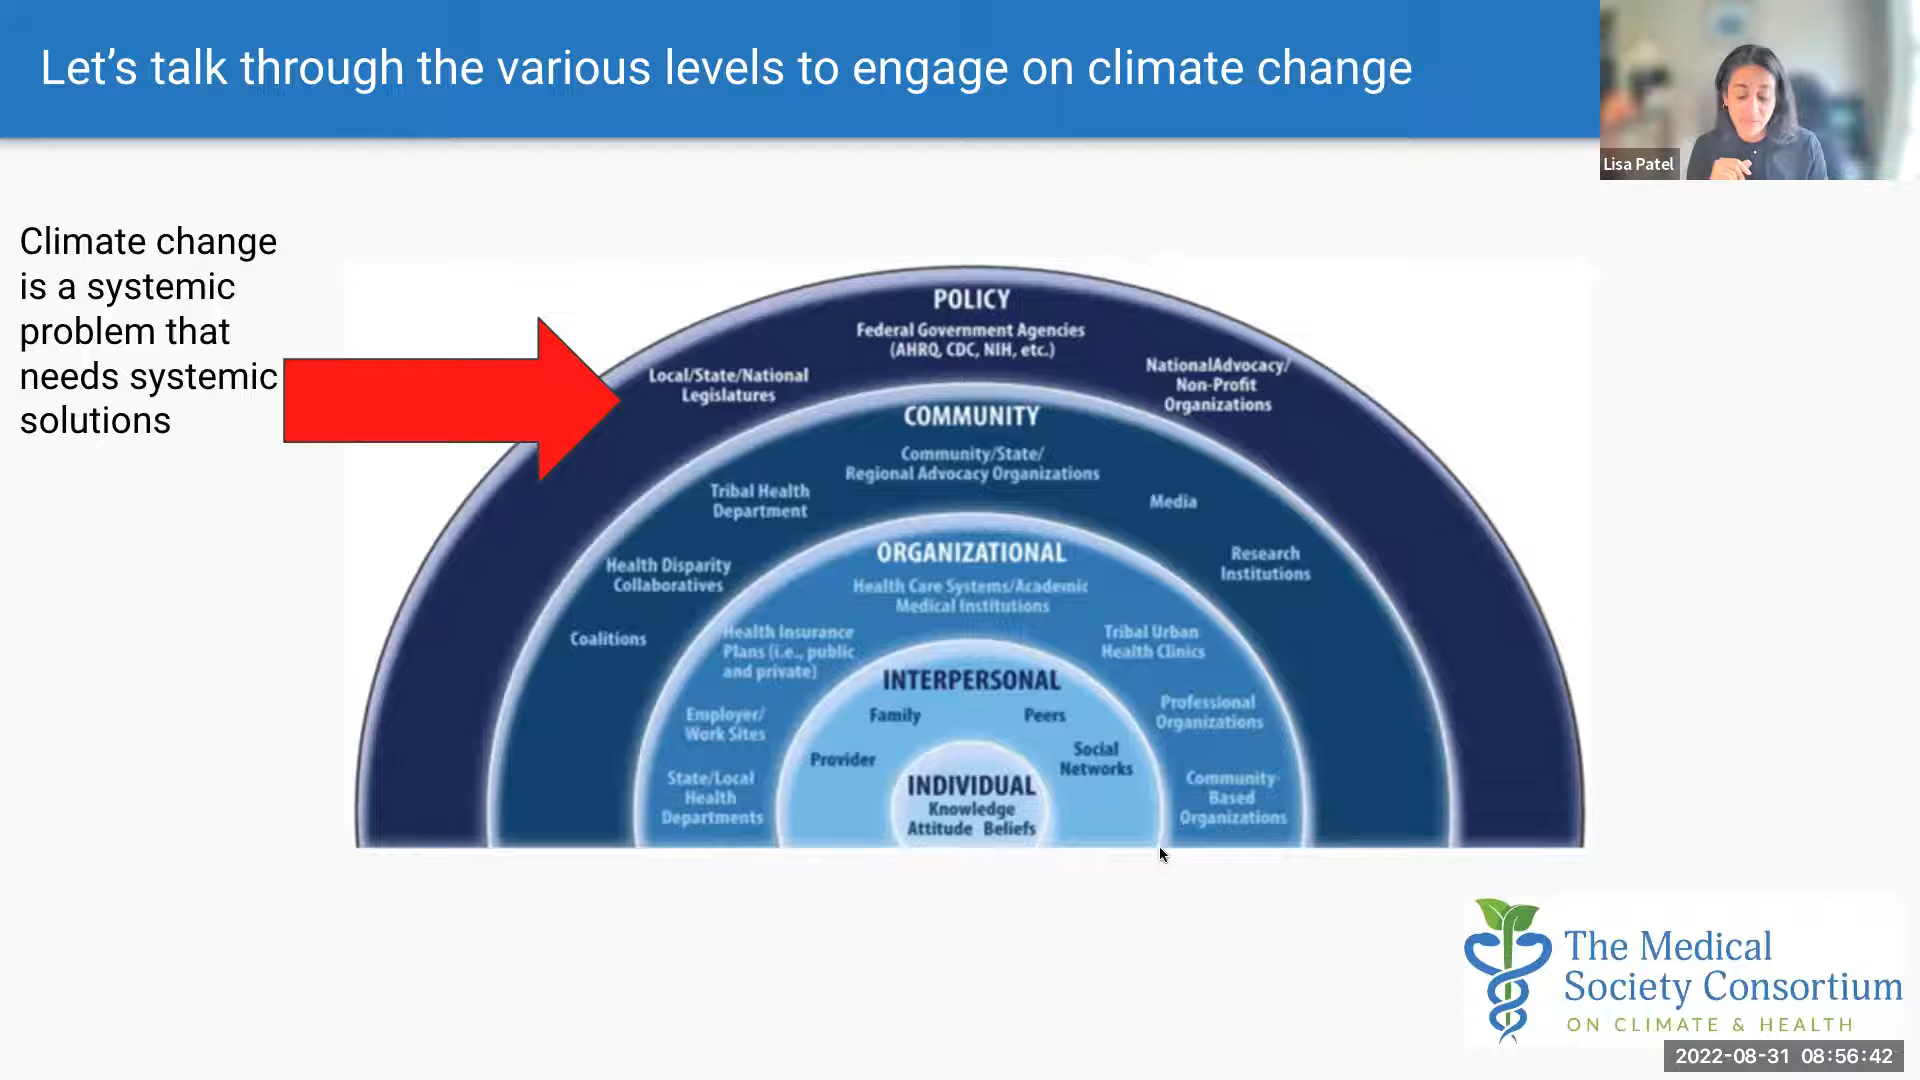 Let's talk through the various levels to engage on climate change
Lisa Patel
Climate change
is a systemic
problem that
needs systemic
solutions
POLICY
Federal Government Agencies
(AHRQ, CDC, NIH, etc.)
Local/State/National
Legislatures
NationalAdvocacy/
Non-Profit
Organizations
COMMUNITY
Community/State/
Regional Advocacy Organizations
Tribal Health
Department
Media
Health Disparity
Collaboratives
Research
Institutions
Coalitions
ORGANIZATIONAL
Health Care Systems/Academic
Medical Institutions
Health Insurance
Plans (i.e., public
and private)
Tribal Urban
Health Clinics
Employer/
Work Sites
Professional
Organizations
State/Local
Health
Departments
Community-
Based
Organizations
INTERPERSONAL
Family
Peers
Provider
Social
Networks
INDIVIDUAL
Knowledge
Attitude Beliefs
The Medical
Society Consortium
ON CLIMATE & HEALTH
2022-08-31 08:56:42